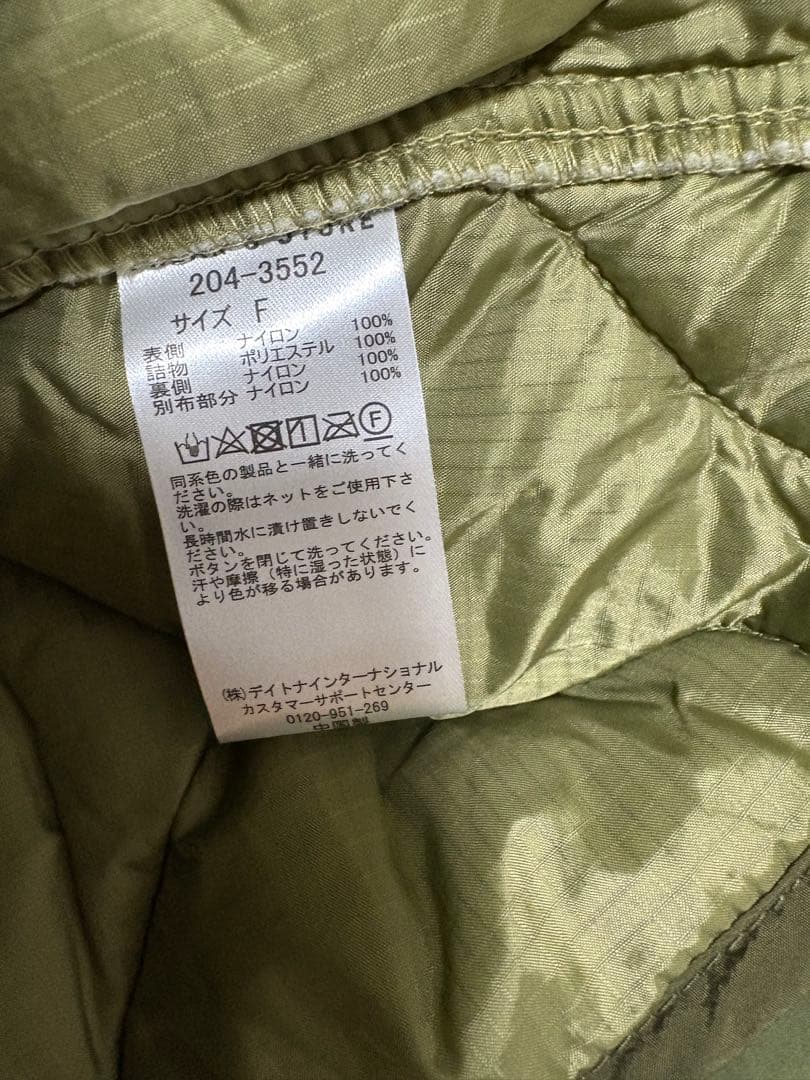 STORE
204-3552
サイズ F
表側 ナイロン 100%
詰物 ポリエステル 100%
裏側 ナイロン 100%
別布部分 ナイロン 100%
F
同系色の製品と一緒に洗ってく
ださい。
洗濯の際はネットをご使用下さ
い。
長時間水に漬け置きしないでく
ださい。
ボタンを閉じて洗ってください。
汗や摩擦（特に湿った状態）に
より色が移る場合があります。
(株)デイトナインターナショナル
カスタマーサポートセンター
0120-951-269
中国製